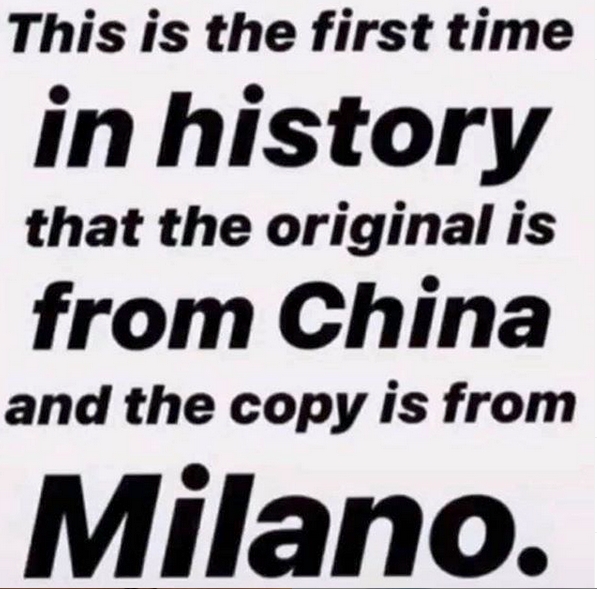 This is the first time
in history
that the original is
from China
and the copy is from
Milano.